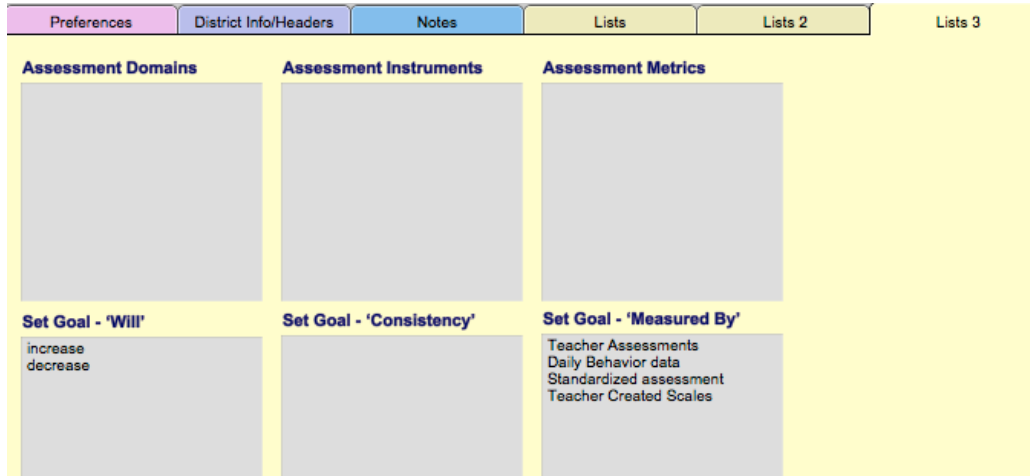 Preferences
District Info/Headers
Notes
Lists
Lists 2
Lists 3
Assessment Domains
Assessment Instruments
Assessment Metrics
Set Goal - ‘Will’
Set Goal - ‘Consistency’
Set Goal - ‘Measured By’
increase
decrease
Teacher Assessments
Daily Behavior data
Standardized assessment
Teacher Created Scales